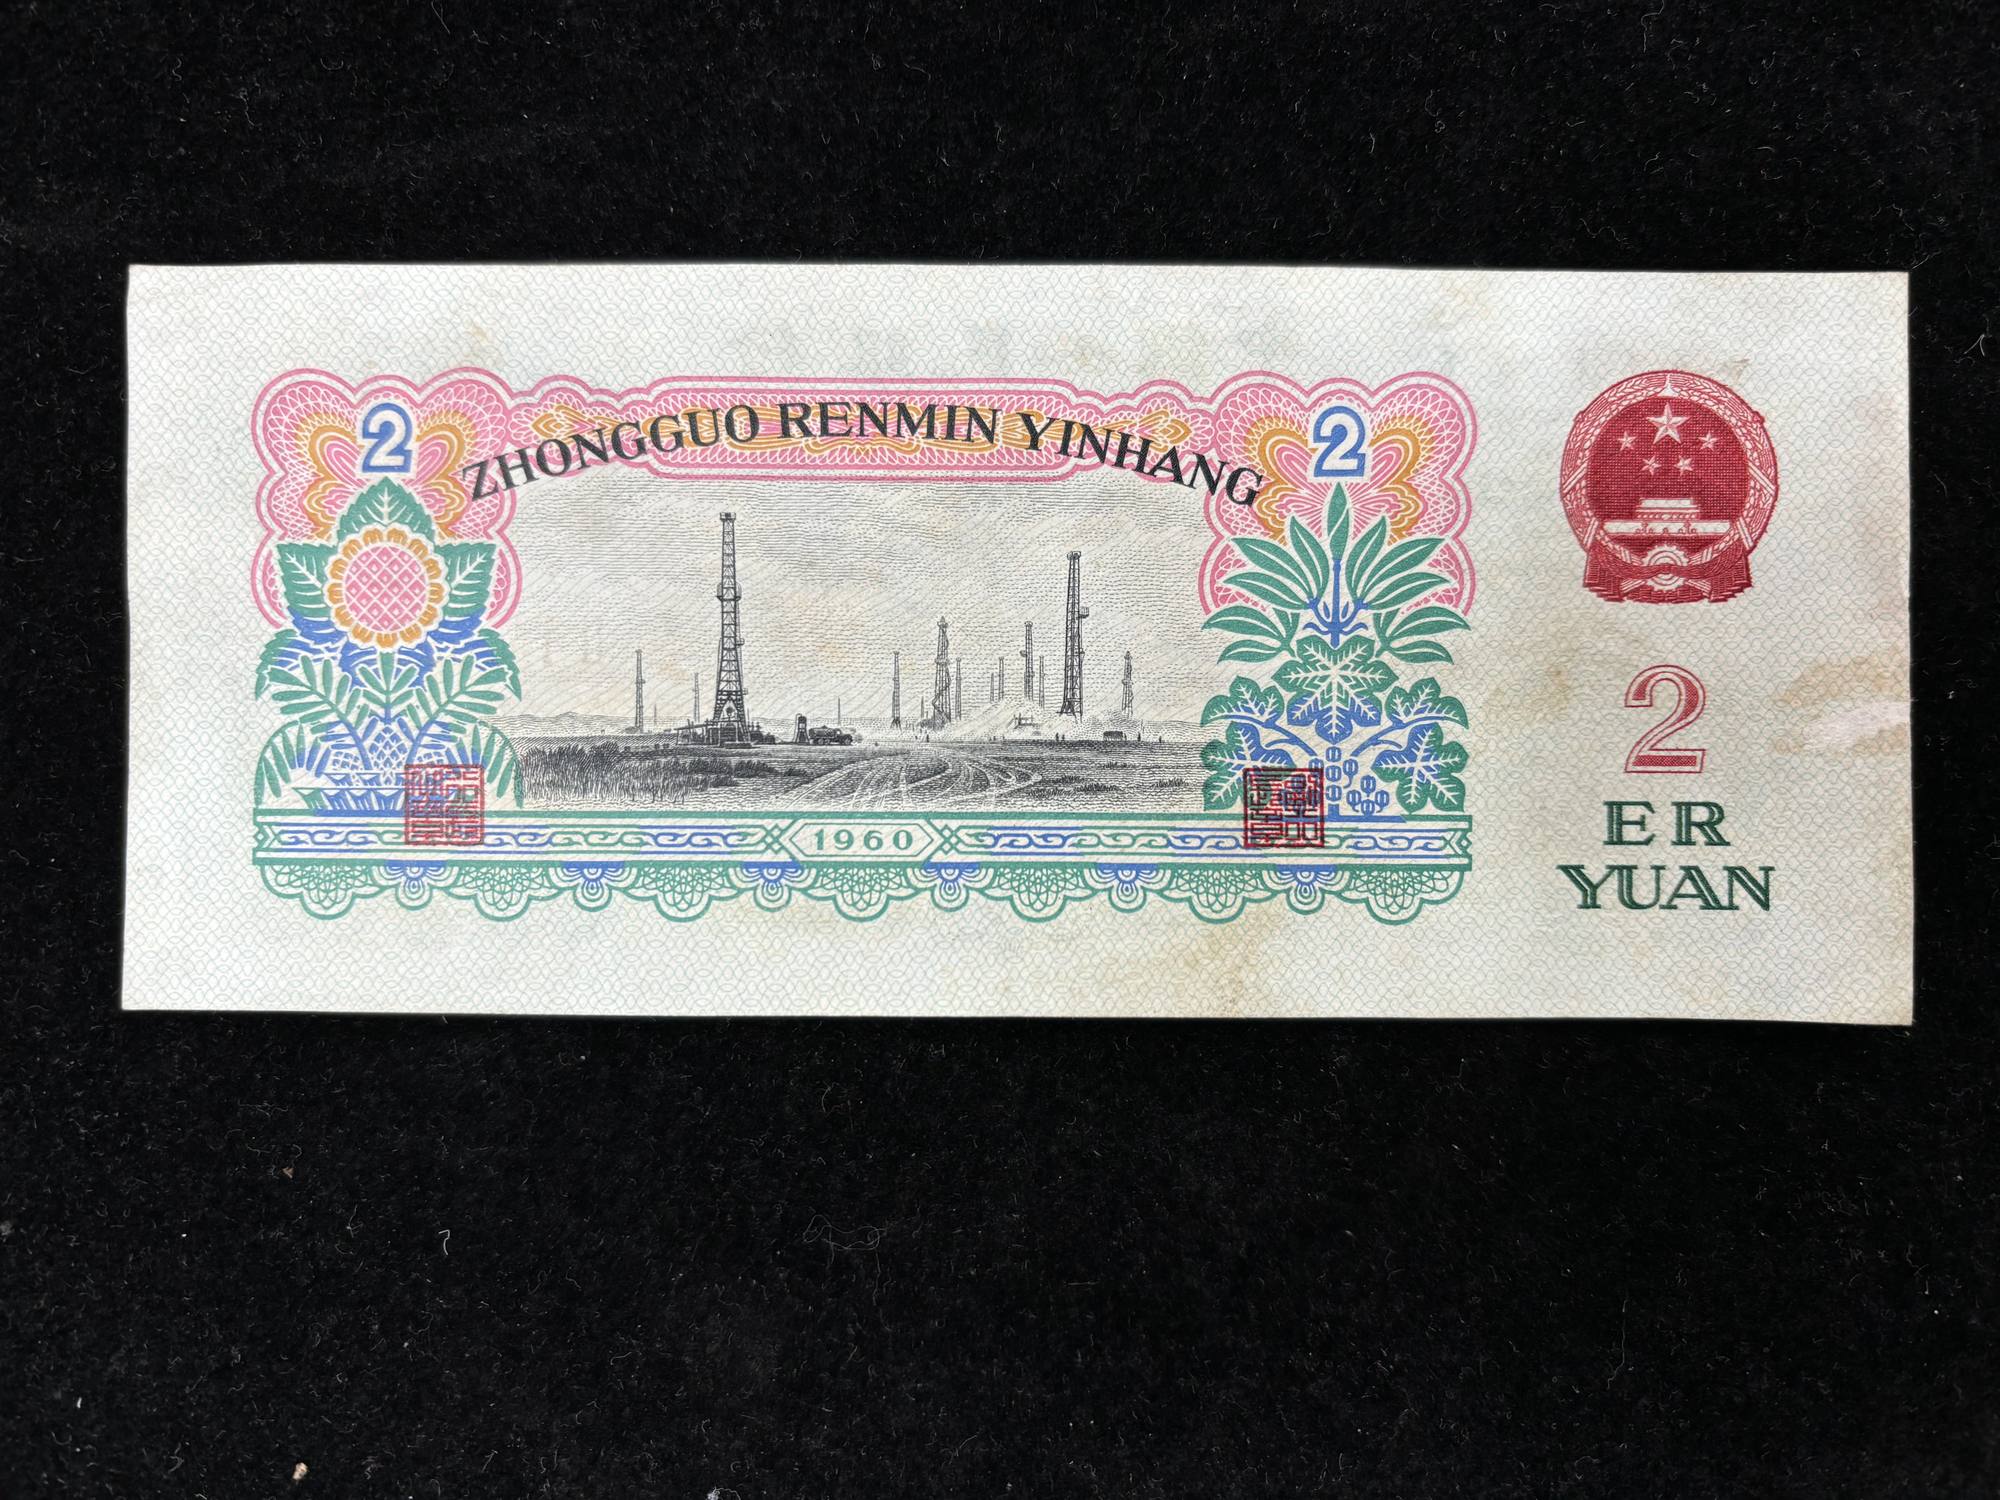 ZHONGGUO RENMIN YINHANG
2
2
1960
2
ER
YUAN